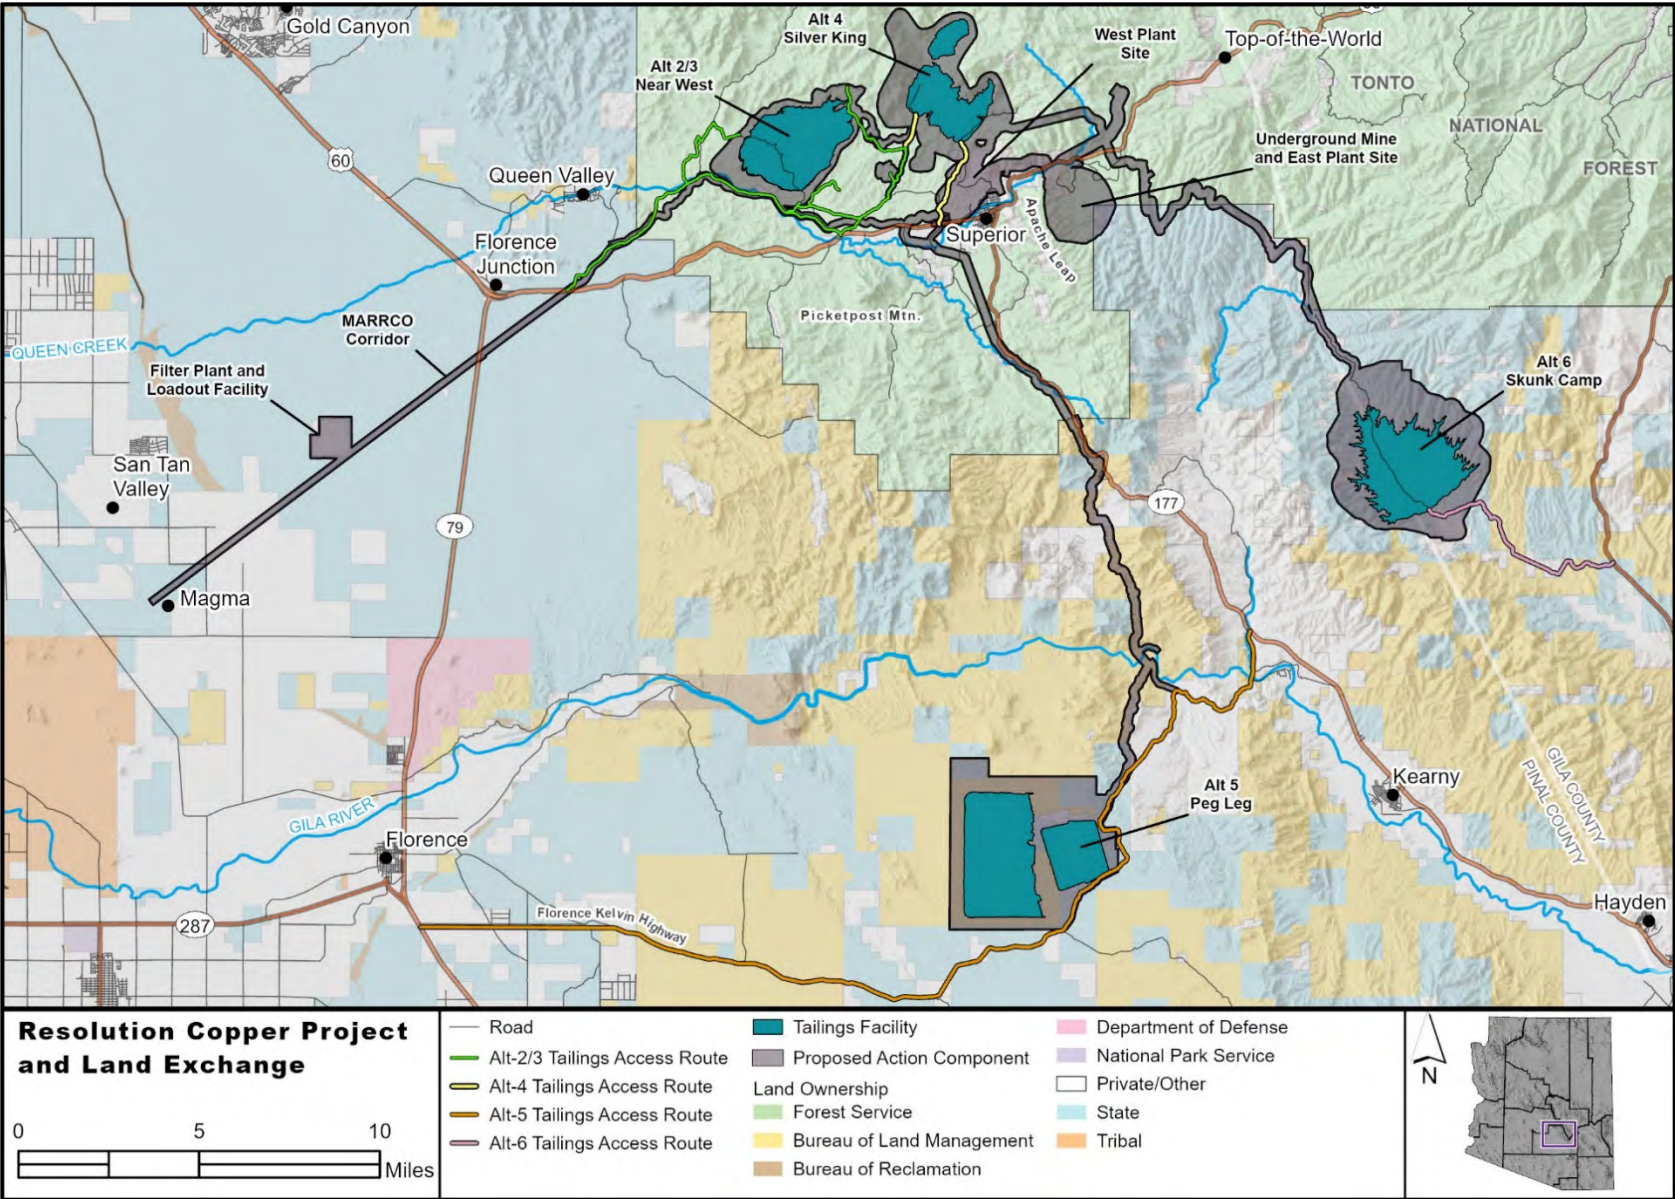 Gold Canyon
Alt 4
Silver King
West Plant
Site
Top-of-the-World
Alt 2/3
Near West
TONTO
NATIONAL
FOREST
Underground Mine
and East Plant Site
60
Queen Valley
Florence
Junction
Superior
Apache Leap
Picketpost Mtn.
MARRCO
Corridor
QUEEN CREEK
Filter Plant and
Loadout Facility
Alt 6
Skunk Camp
San Tan
Valley
79
177
Magma
GILA RIVER
Florence
Alt 5
Peg Leg
Kearny
GILA COUNTY
PINAL COUNTY
Hayden
287
Florence Kelvin Highway
Resolution Copper Project
and Land Exchange
0 5 10
Miles
Road
Alt-2/3 Tailings Access Route
Alt-4 Tailings Access Route
Alt-5 Tailings Access Route
Alt-6 Tailings Access Route
Tailings Facility
Proposed Action Component
Land Ownership
Forest Service
Bureau of Land Management
Bureau of Reclamation
Department of Defense
National Park Service
Private/Other
State
Tribal
N